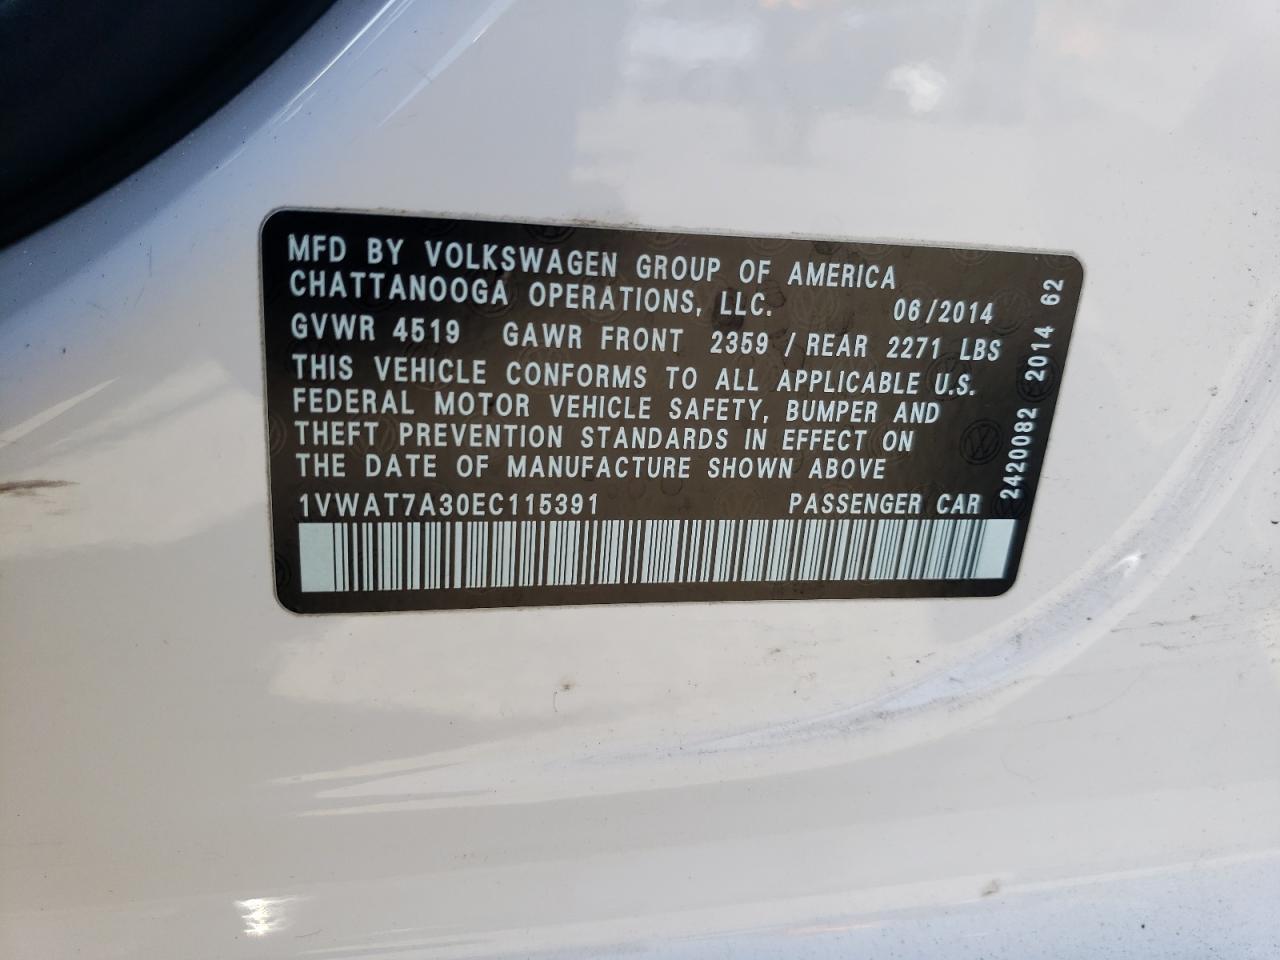 MFD BY VOLKSWAGEN GROUP OF AMERICA
CHATTANOOGA OPERATIONS, LLC. 06/2014
GVWR 4519 GAWR FRONT 2359 / REAR 2271 LBS
THIS VEHICLE CONFORMS TO ALL APPLICABLE U.S.
FEDERAL MOTOR VEHICLE SAFETY, BUMPER AND
THEFT PREVENTION STANDARDS IN EFFECT ON
THE DATE OF MANUFACTURE SHOWN ABOVE
1VWAT7A30EC115391 PASSENGER CAR
2420082 2014 62